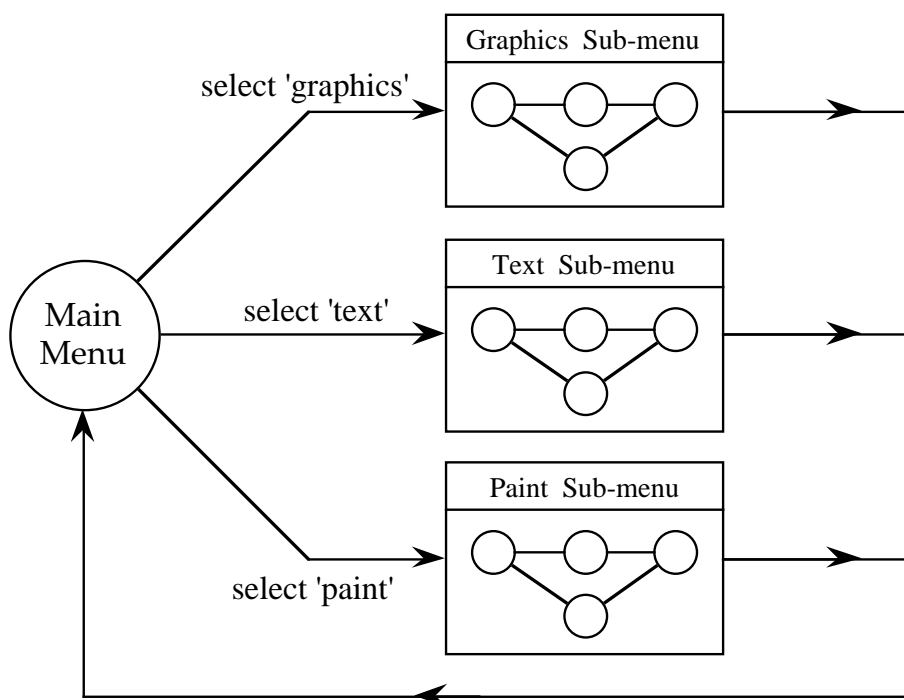 Graphics Sub-menu
select 'graphics'
Text Sub-menu
select 'text'
Main
Menu
Paint Sub-menu
select 'paint'